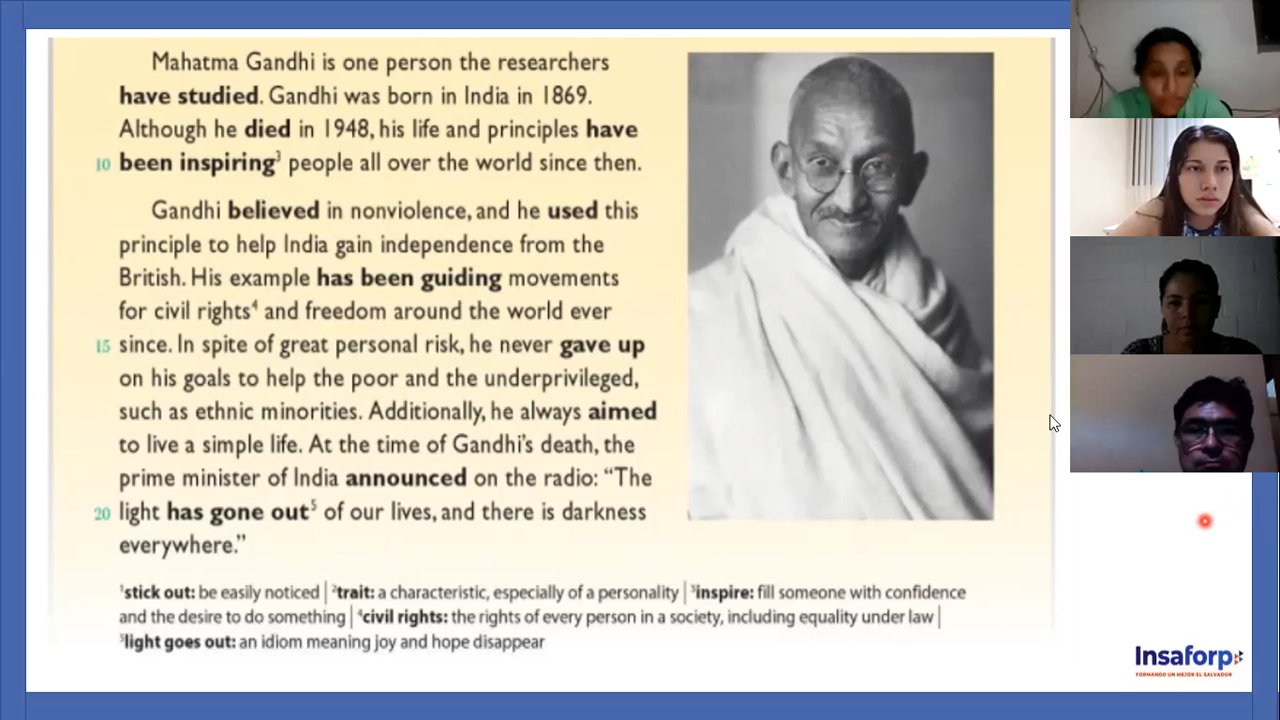 Mahatma Gandhi is one person the researchers
have studied. Gandhi was born in India in 1869.
Although he died in 1948, his life and principles have
10 been inspiring³ people all over the world since then.
Gandhi believed in nonviolence, and he used this
principle to help India gain independence from the
British. His example has been guiding movements
for civil rights⁴ and freedom around the world ever
15 since. In spite of great personal risk, he never gave up
on his goals to help the poor and the underprivileged,
such as ethnic minorities. Additionally, he always aimed
to live a simple life. At the time of Gandhi's death, the
prime minister of India announced on the radio: “The
20 light has gone out⁵ of our lives, and there is darkness
everywhere.”
¹stick out: be easily noticed | ²trait: a characteristic, especially of a personality | ³inspire: fill someone with confidence
and the desire to do something | ⁴civil rights: the rights of every person in a society, including equality under law |
⁵light goes out: an idiom meaning joy and hope disappear
Insaforp
FORMANDO UN MEJOR EL SALVADOR